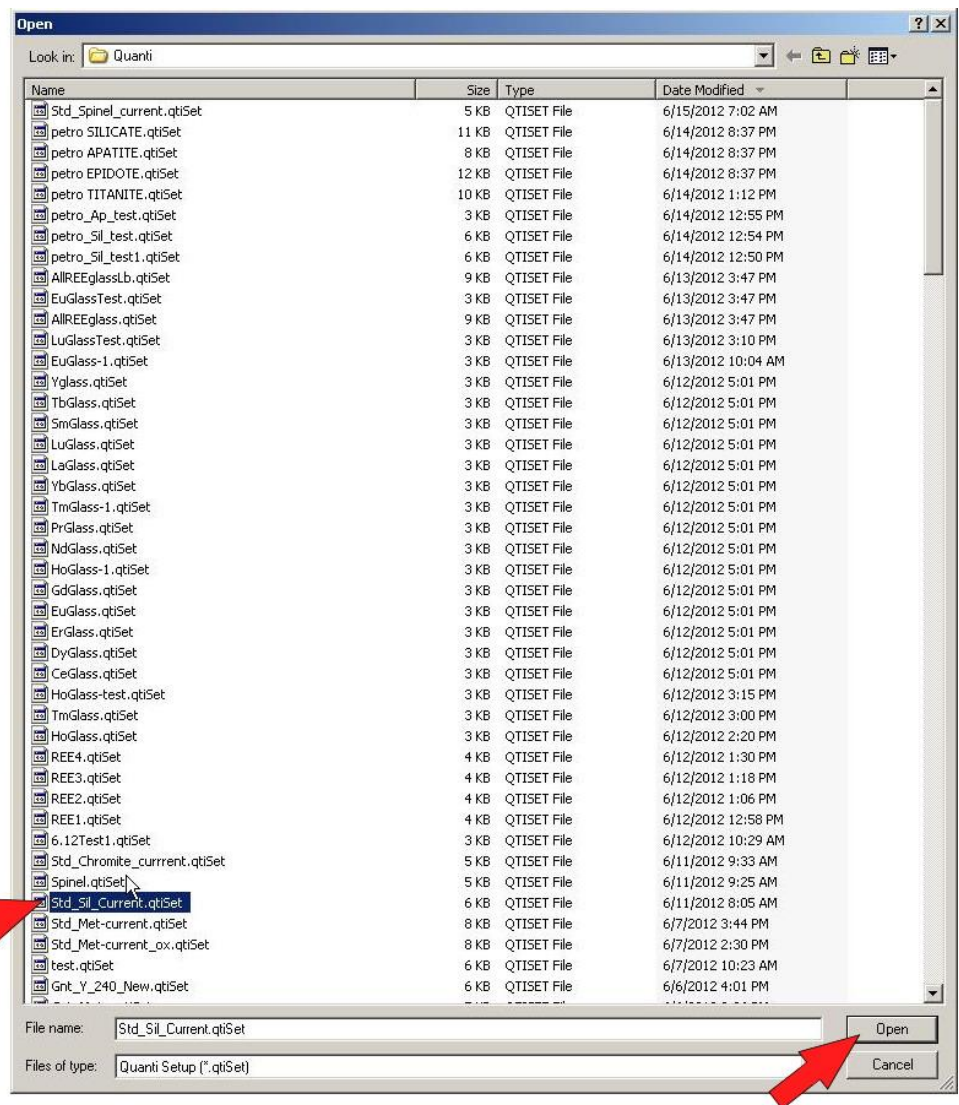 Open
Look in: Quanti
Name Size Type Date Modified
Std_Spinel_current.qtiSet 5 KB QTISET File 6/15/2012 7:02 AM
petro SILICATE.qtiSet 11 KB QTISET File 6/14/2012 8:37 PM
petro APATITE.qtiSet 8 KB QTISET File 6/14/2012 8:37 PM
petro EPIDOTE.qtiSet 12 KB QTISET File 6/14/2012 8:37 PM
petro TITANITE.qtiSet 10 KB QTISET File 6/14/2012 1:12 PM
petro_Ap_test.qtiSet 3 KB QTISET File 6/14/2012 12:55 PM
petro_Sil_test.qtiSet 6 KB QTISET File 6/14/2012 12:54 PM
petro_Sil_test1.qtiSet 6 KB QTISET File 6/14/2012 12:50 PM
AllREEglassLb.qtiSet 9 KB QTISET File 6/13/2012 3:47 PM
EuGlassTest.qtiSet 3 KB QTISET File 6/13/2012 3:47 PM
AllREEglass.qtiSet 9 KB QTISET File 6/13/2012 3:47 PM
LuGlassTest.qtiSet 3 KB QTISET File 6/13/2012 3:10 PM
EuGlass-1.qtiSet 3 KB QTISET File 6/13/2012 10:04 AM
Yglass.qtiSet 3 KB QTISET File 6/12/2012 5:01 PM
TbGlass.qtiSet 3 KB QTISET File 6/12/2012 5:01 PM
SmGlass.qtiSet 3 KB QTISET File 6/12/2012 5:01 PM
LuGlass.qtiSet 3 KB QTISET File 6/12/2012 5:01 PM
LaGlass.qtiSet 3 KB QTISET File 6/12/2012 5:01 PM
YbGlass.qtiSet 3 KB QTISET File 6/12/2012 5:01 PM
TmGlass-1.qtiSet 3 KB QTISET File 6/12/2012 5:01 PM
PrGlass.qtiSet 3 KB QTISET File 6/12/2012 5:01 PM
NdGlass.qtiSet 3 KB QTISET File 6/12/2012 5:01 PM
HoGlass-1.qtiSet 3 KB QTISET File 6/12/2012 5:01 PM
GdGlass.qtiSet 3 KB QTISET File 6/12/2012 5:01 PM
EuGlass.qtiSet 3 KB QTISET File 6/12/2012 5:01 PM
ErGlass.qtiSet 3 KB QTISET File 6/12/2012 5:01 PM
DyGlass.qtiSet 3 KB QTISET File 6/12/2012 5:01 PM
CeGlass.qtiSet 3 KB QTISET File 6/12/2012 5:01 PM
HoGlass-test.qtiSet 3 KB QTISET File 6/12/2012 3:15 PM
TmGlass.qtiSet 3 KB QTISET File 6/12/2012 3:00 PM
HoGlass.qtiSet 3 KB QTISET File 6/12/2012 2:20 PM
REE4.qtiSet 4 KB QTISET File 6/12/2012 1:30 PM
REE3.qtiSet 4 KB QTISET File 6/12/2012 1:18 PM
REE2.qtiSet 4 KB QTISET File 6/12/2012 1:06 PM
REE1.qtiSet 4 KB QTISET File 6/12/2012 12:58 PM
6.12Test1.qtiSet 3 KB QTISET File 6/12/2012 10:29 AM
Std_Chromite_currrent.qtiSet 5 KB QTISET File 6/11/2012 9:33 AM
Spinel.qtiSet 5 KB QTISET File 6/11/2012 9:25 AM
Std_Sil_Current.qtiSet 6 KB QTISET File 6/11/2012 8:05 AM
Std_Met-current.qtiSet 8 KB QTISET File 6/7/2012 3:44 PM
Std_Met-current_ox.qtiSet 8 KB QTISET File 6/7/2012 2:30 PM
test.qtiSet 6 KB QTISET File 6/7/2012 10:23 AM
Gnt_Y_240_New.qtiSet 6 KB QTISET File 6/6/2012 4:01 PM
File name: Std_Sil_Current.qtiSet Open
Files of type: Quanti Setup (*.qtiSet) Cancel